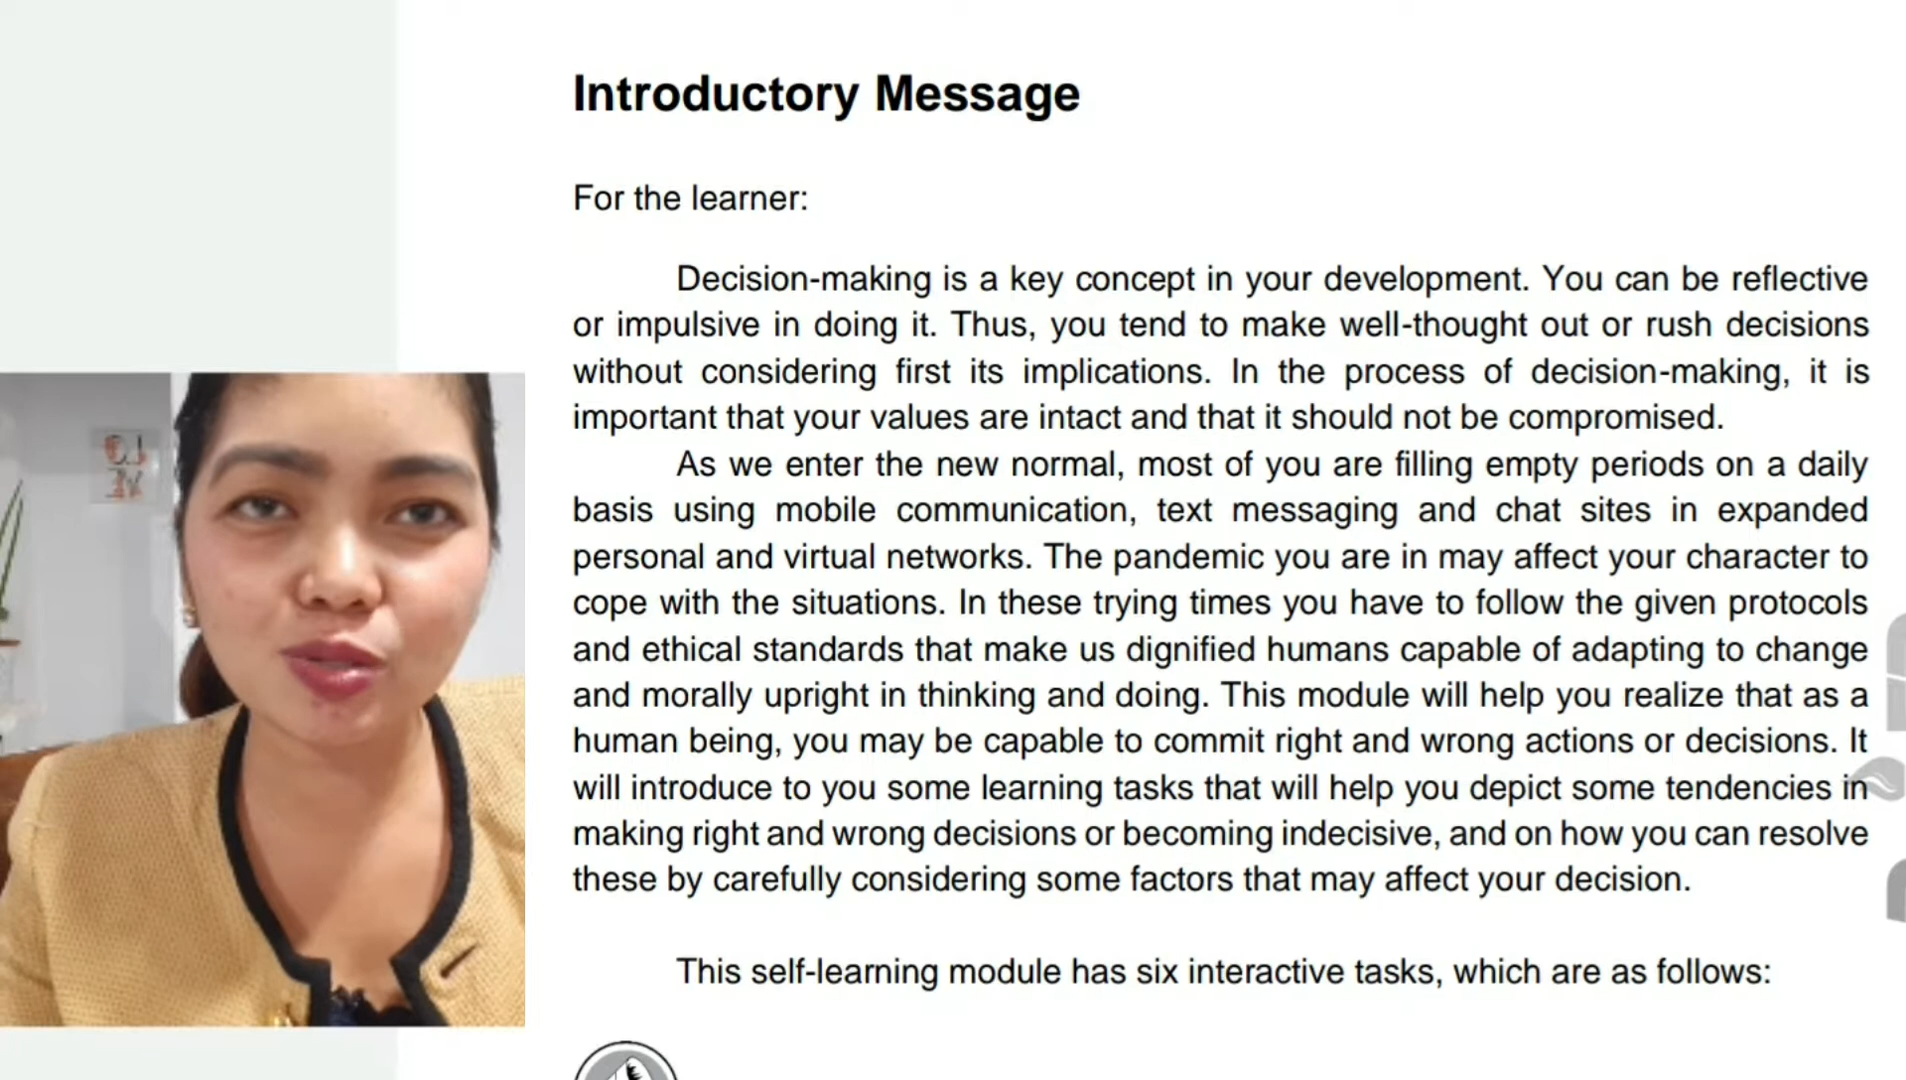 Introductory Message
For the learner:
Decision-making is a key concept in your development. You can be reflective
or impulsive in doing it. Thus, you tend to make well-thought out or rush decisions
without considering first its implications. In the process of decision-making, it is
important that your values are intact and that it should not be compromised.
As we enter the new normal, most of you are filling empty periods on a daily
basis using mobile communication, text messaging and chat sites in expanded
personal and virtual networks. The pandemic you are in may affect your character to
cope with the situations. In these trying times you have to follow the given protocols
and ethical standards that make us dignified humans capable of adapting to change
and morally upright in thinking and doing. This module will help you realize that as a
human being, you may be capable to commit right and wrong actions or decisions. It
will introduce to you some learning tasks that will help you depict some tendencies in
making right and wrong decisions or becoming indecisive, and on how you can resolve
these by carefully considering some factors that may affect your decision.
This self-learning module has six interactive tasks, which are as follows: